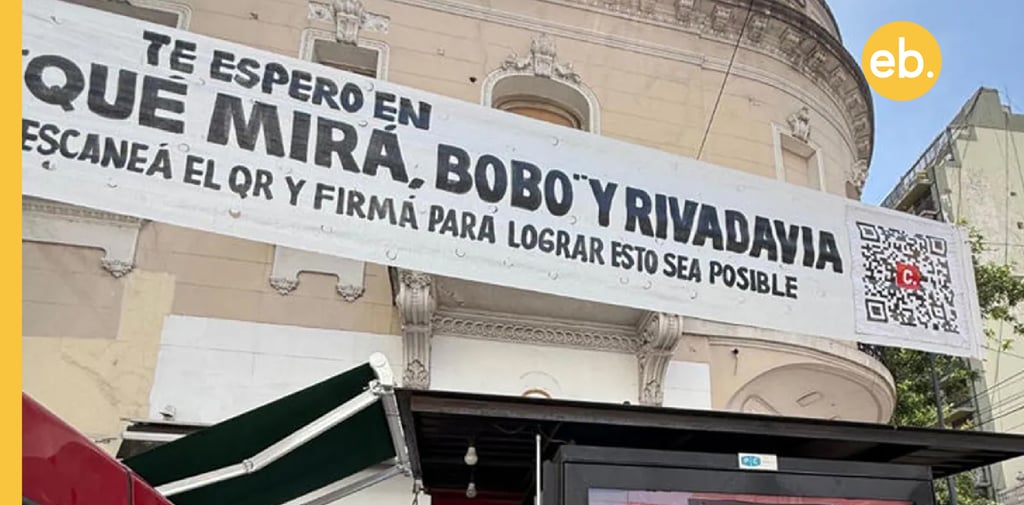 TE ESPERO EN
"QUÉ MIRÁ, BOBO" Y RIVADAVIA
ESCANEÁ EL QR Y FIRMÁ PARA LOGRAR ESTO SEA POSIBLE
C
eb.